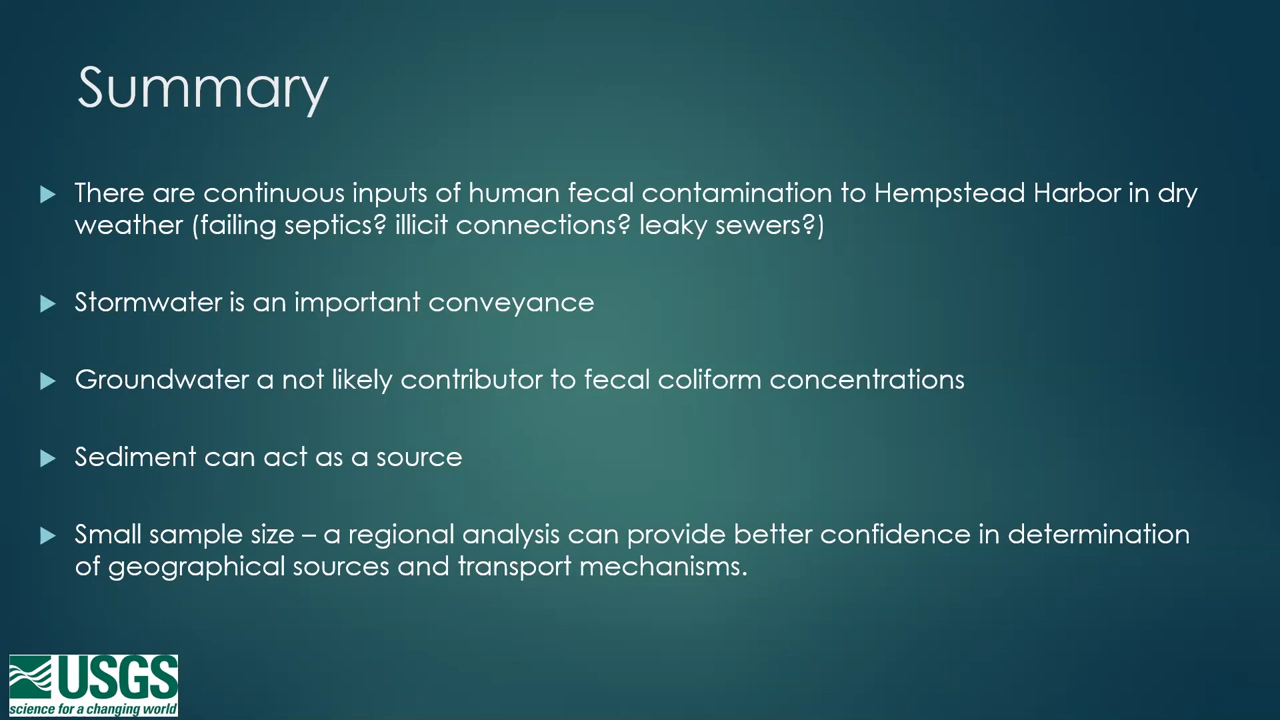 Summary
There are continuous inputs of human fecal contamination to Hempstead Harbor in dry
weather (failing septics? illicit connections? leaky sewers?)
Stormwater is an important conveyance
Groundwater a not likely contributor to fecal coliform concentrations
Sediment can act as a source
Small sample size – a regional analysis can provide better confidence in determination
of geographical sources and transport mechanisms.
USGS
science for a changing world